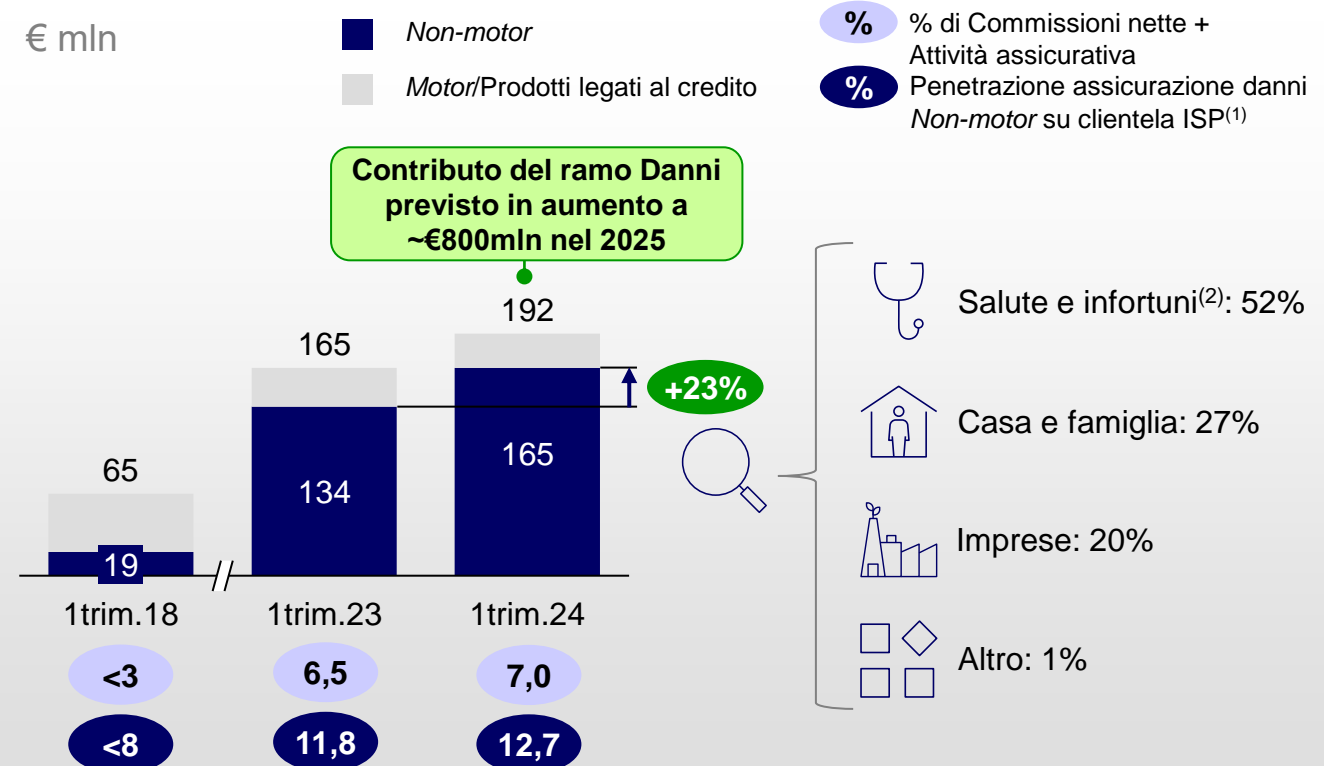 € mln
Non-motor
Motor/Prodotti legati al credito
% % di Commissioni nette +
Attività assicurativa
% Penetrazione assicurazione danni
Non-motor su clientela ISP(1)
Contributo del ramo Danni
previsto in aumento a
~€800mln nel 2025
65
19
165
134
192
165
+23%
1trim.18 1trim.23 1trim.24
<3 6,5 7,0
<8 11,8 12,7
Salute e infortuni(2): 52%
Casa e famiglia: 27%
Imprese: 20%
Altro: 1%